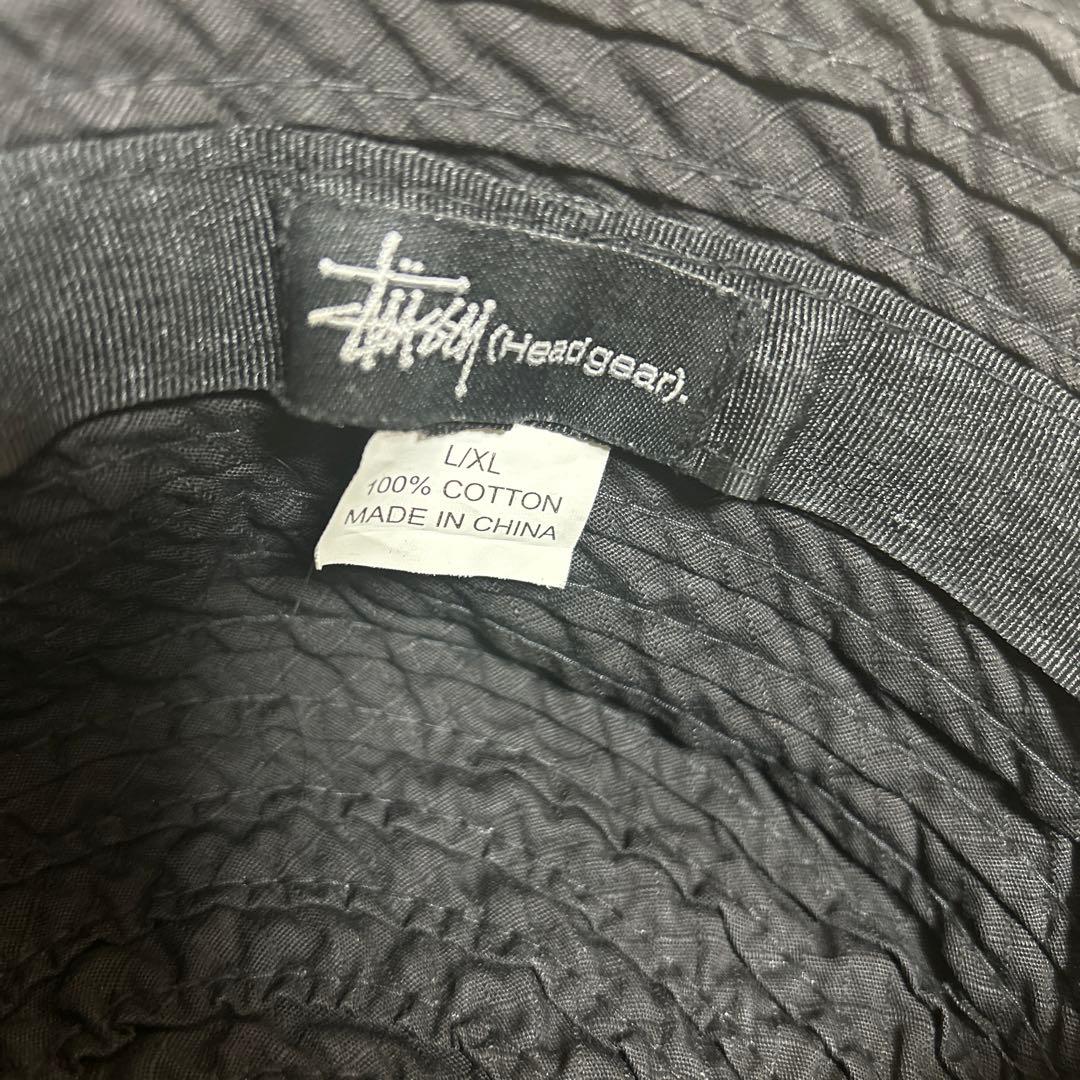 Stüssy (Headgear).
L/XL
100% COTTON
MADE IN CHINA